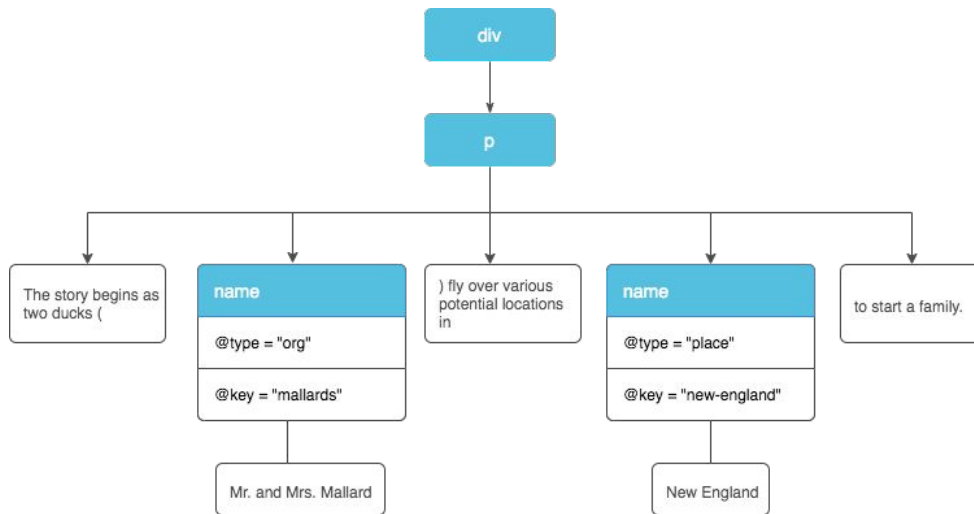 div
p
The story begins as
two ducks (
name
@type = "org"
@key = "mallards"
Mr. and Mrs. Mallard
) fly over various
potential locations
in
name
@type = "place"
@key = "new-england"
New England
to start a family.